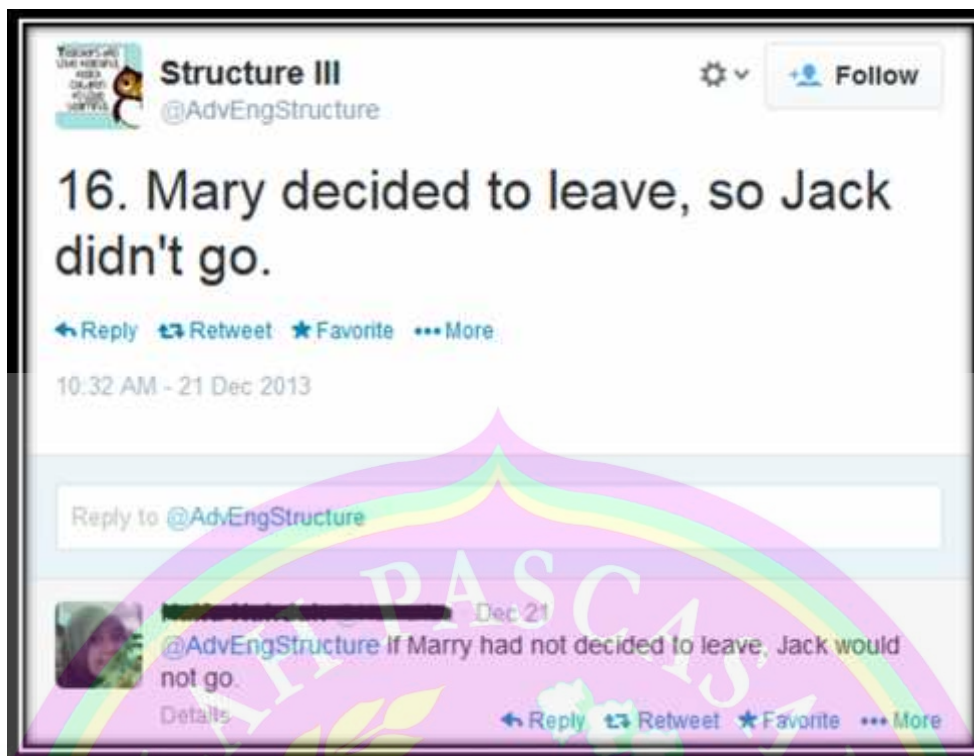 Structure III
@AdvEngStructure
Follow
16. Mary decided to leave, so Jack
didn't go.
Reply Retweet Favorite More
10:32 AM - 21 Dec 2013
Reply to @AdvEngStructure
Dec 21
@AdvEngStructure If Marry had not decided to leave, Jack would
not go.
Details
Reply Retweet Favorite More
AH PASCASA